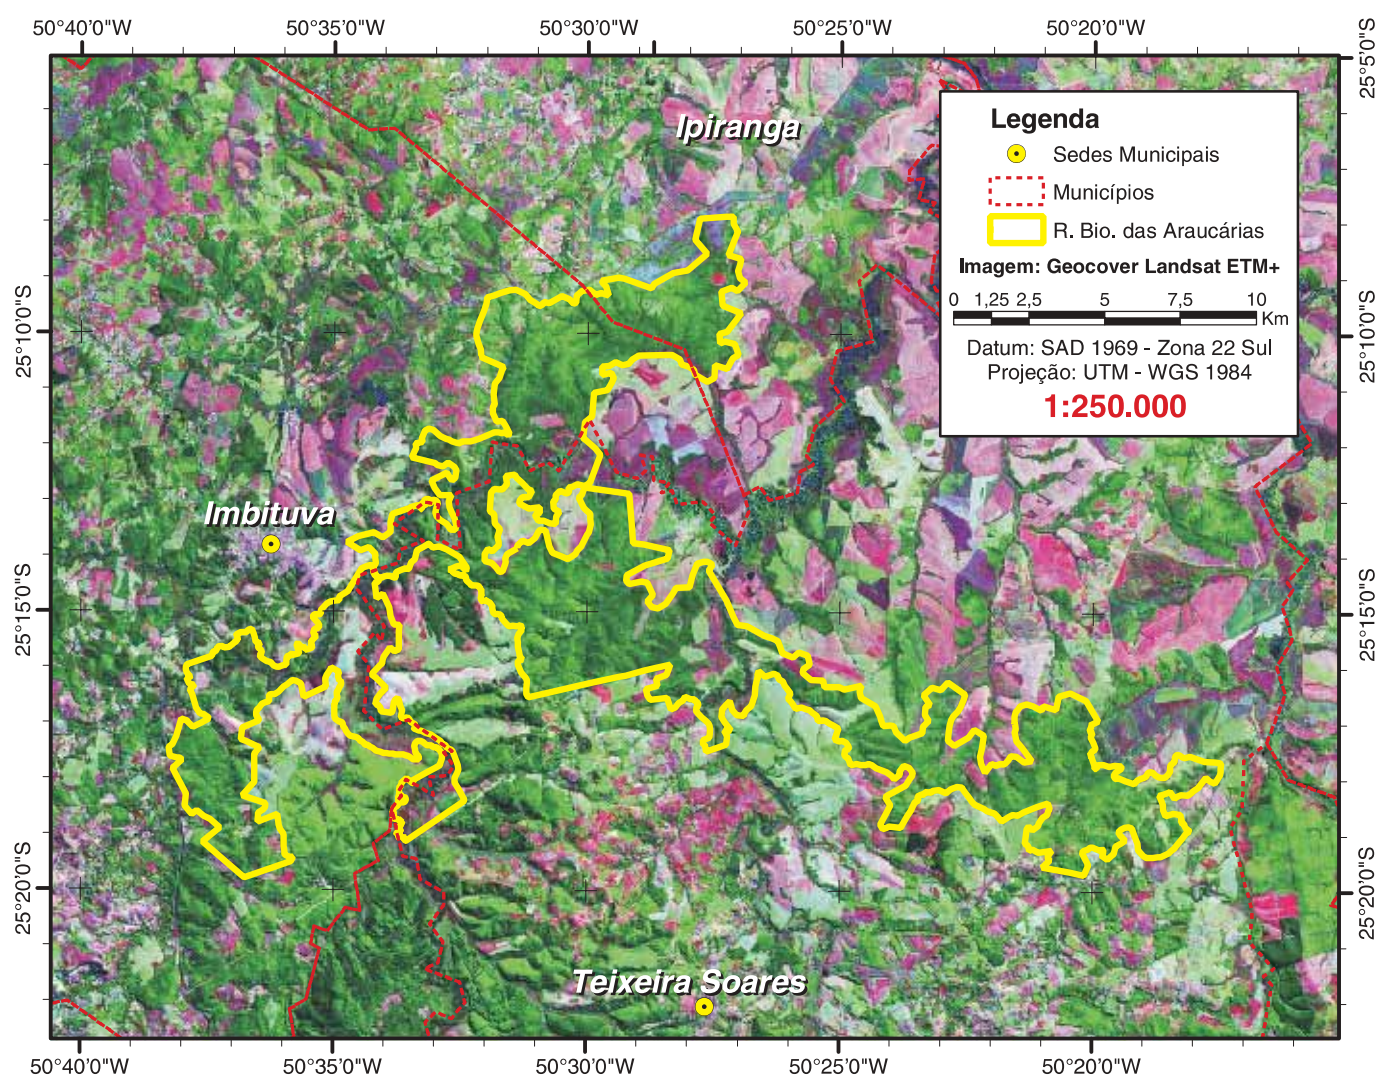 50°40'0"W 50°35'0"W 50°30'0"W 50°25'0"W 50°20'0"W
25°5'0"S
Ipiranga
Legenda
Sedes Municipais
Municípios
R. Bio. das Araucárias
Imagem: Geocover Landsat ETM+
0 1,25 2,5 5 7,5 10
Km
Datum: SAD 1969 - Zona 22 Sul
Projeção: UTM - WGS 1984
1:250.000
25°10'0"S
25°10'0"S
Imbituva
25°15'0"S
25°15'0"S
25°20'0"S
25°20'0"S
Teixeira Soares
50°40'0"W 50°35'0"W 50°30'0"W 50°25'0"W 50°20'0"W